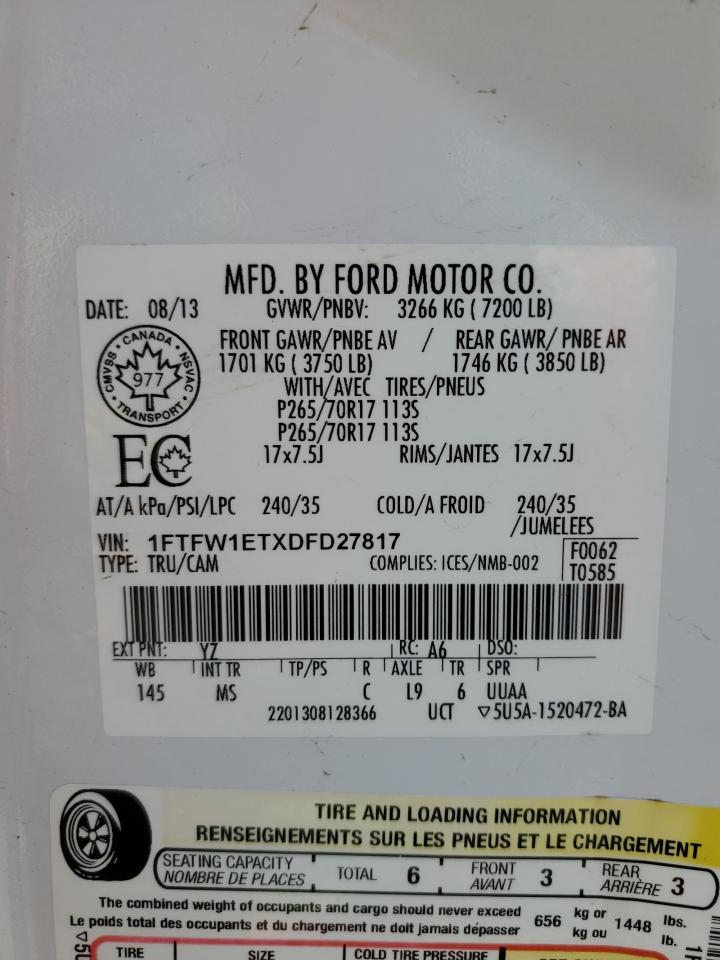 MFD. BY FORD MOTOR CO.
DATE: 08/13 GVWR/PNBV: 3266 KG ( 7200 LB)
FRONT GAWR/PNBE AV / REAR GAWR/ PNBE AR
1701 KG ( 3750 LB) 1746 KG ( 3850 LB)
WITH/AVEC TIRES/PNEUS
P265/70R17 113S
P265/70R17 113S
17x7.5J RIMS/JANTES 17x7.5J
CANADA
CMVSS NSVAC
977
TRANSPORT
EC
AT/A kPa/PSI/LPC 240/35 COLD/A FROID 240/35
/JUMELEES
VIN: 1FTFW1ETXDFD27817
TYPE: TRU/CAM COMPLIES: ICES/NMB-002
F0062
T0585
EXT PNT: YZ RC: A6 DSO:
WB INT TR TP/PS R AXLE TR SPR
145 MS C L9 6 UUAA
2201308128366 UCT ▽5U5A-1520472-BA
TIRE AND LOADING INFORMATION
RENSEIGNEMENTS SUR LES PNEUS ET LE CHARGEMENT
SEATING CAPACITY
NOMBRE DE PLACES
TOTAL 6
FRONT
AVANT 3
REAR
ARRIÈRE 3
The combined weight of occupants and cargo should never exceed 656 kg or 1448 lbs.
Le poids total des occupants et du chargement ne doit jamais dépasser kg ou lb.
TIRE SIZE COLD TIRE PRESSURE